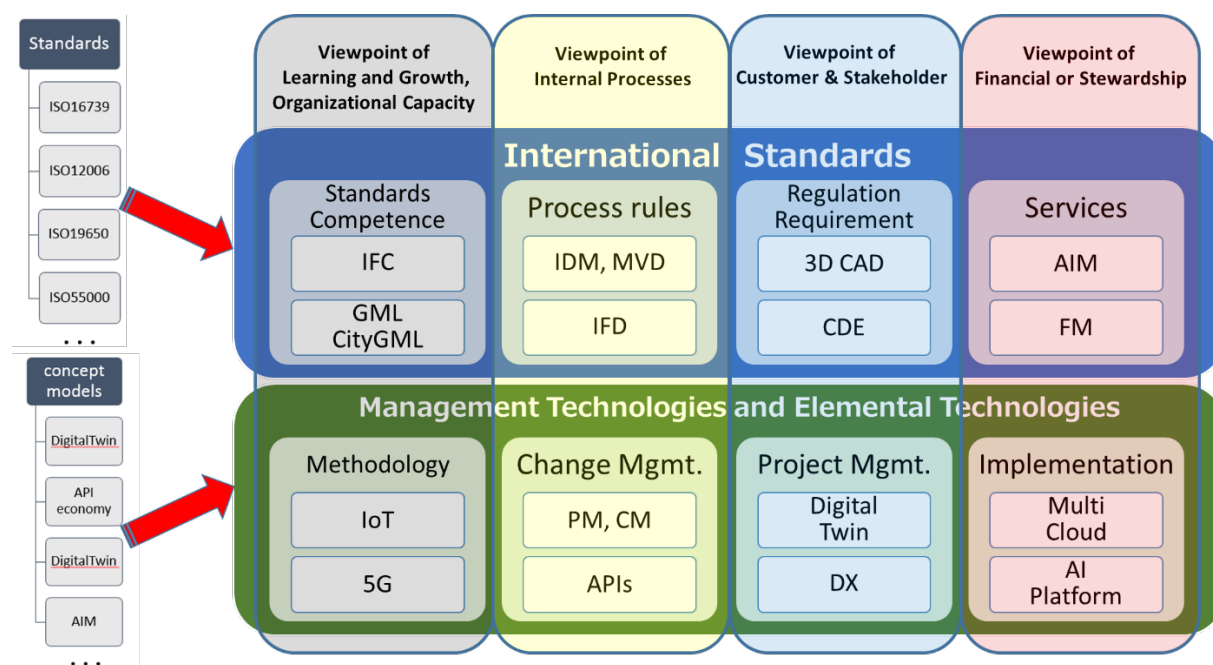 Standards
ISO16739
ISO12006
ISO19650
ISO55000
...
concept
models
DigitalTwin
API
economy
DigitalTwin
AIM
...
Viewpoint of
Learning and Growth,
Organizational Capacity
Viewpoint of
Internal Processes
Viewpoint of
Customer & Stakeholder
Viewpoint of
Financial or Stewardship
International Standards
Standards
Competence
IFC
GML
CityGML
Process rules
IDM, MVD
IFD
Regulation
Requirement
3D CAD
CDE
Services
AIM
FM
Management Technologies and Elemental Technologies
Methodology
IoT
5G
Change Mgmt.
PM, CM
APIs
Project Mgmt.
Digital
Twin
DX
Implementation
Multi
Cloud
AI
Platform